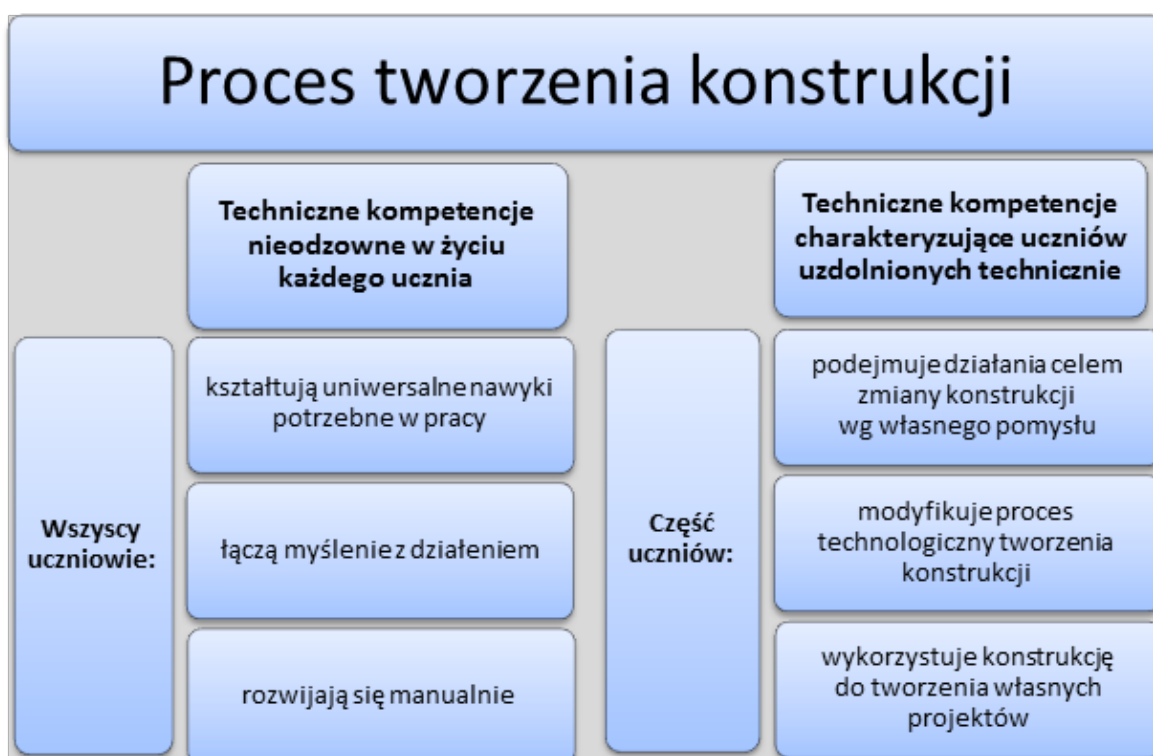 Proces tworzenia konstrukcji
Techniczne kompetencje
nieodzowne w życiu
każdego ucznia
Wszyscy
uczniowie:
kształtują uniwersalne nawyki
potrzebne w pracy
łączą myślenie z działeniem
rozwijają się manualnie
Techniczne kompetencje
charakteryzujące uczniów
uzdolnionych technicznie
Część
uczniów:
podejmuje działania celem
zmiany konstrukcji
wg własnego pomysłu
modyfikuje proces
technologiczny tworzenia
konstrukcji
wykorzystuje konstrukcję
do tworzenia własnych
projektów